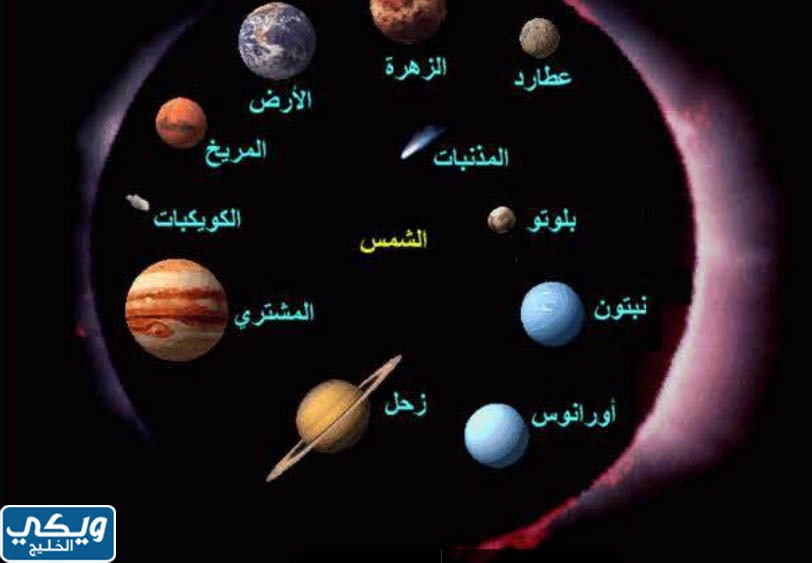 عطارد
الزهرة
الأرض
المريخ
المذنبات
الكويكبات
بلوتو
الشمس
المشتري
نبتون
زحل
أورانوس
ويكي
الخليج